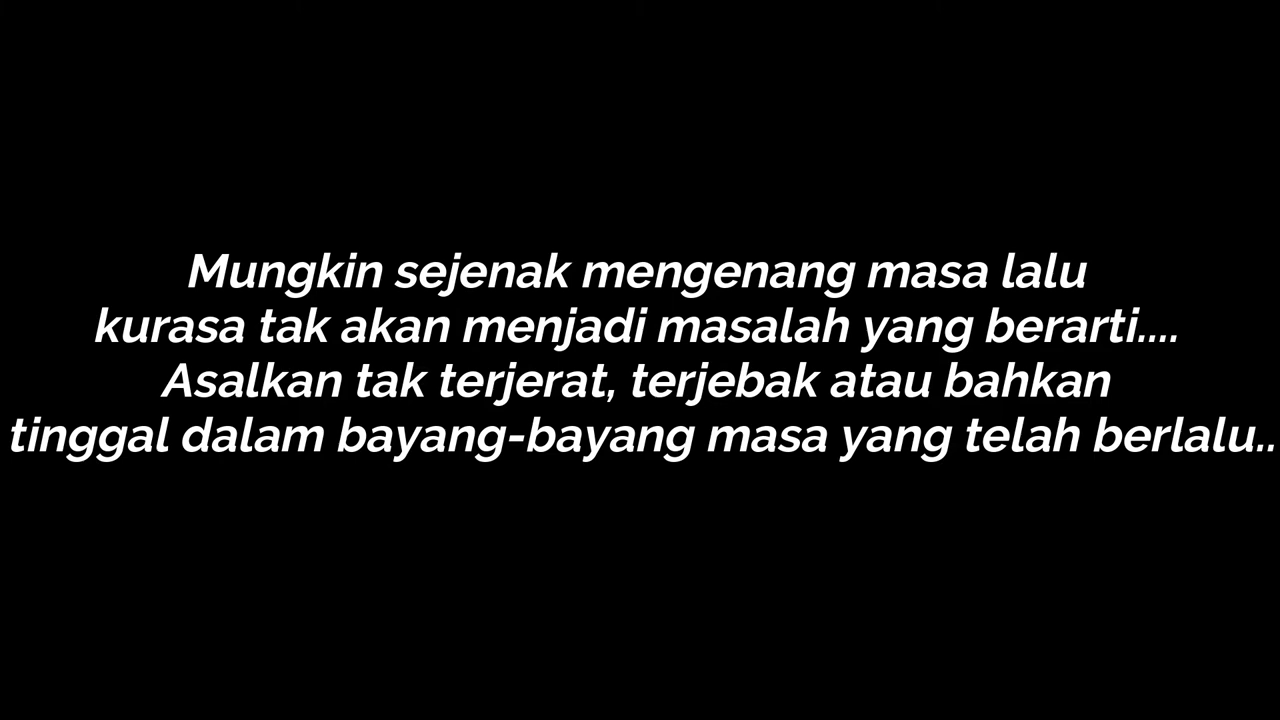 Mungkin sejenak mengenang masa lalu
kurasa tak akan menjadi masalah yang berarti....
Asalkan tak terjerat, terjebak atau bahkan
tinggal dalam bayang-bayang masa yang telah berlalu..